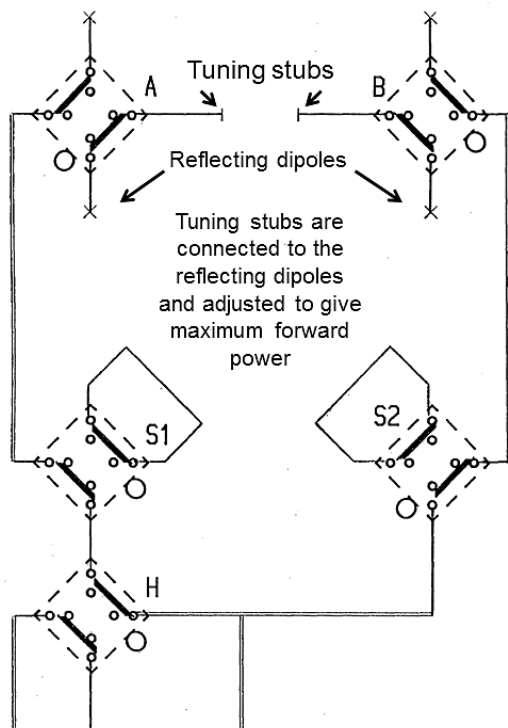 A
Tuning stubs
B
Reflecting dipoles
Tuning stubs are
connected to the
reflecting dipoles
and adjusted to give
maximum forward
power
S1
S2
H